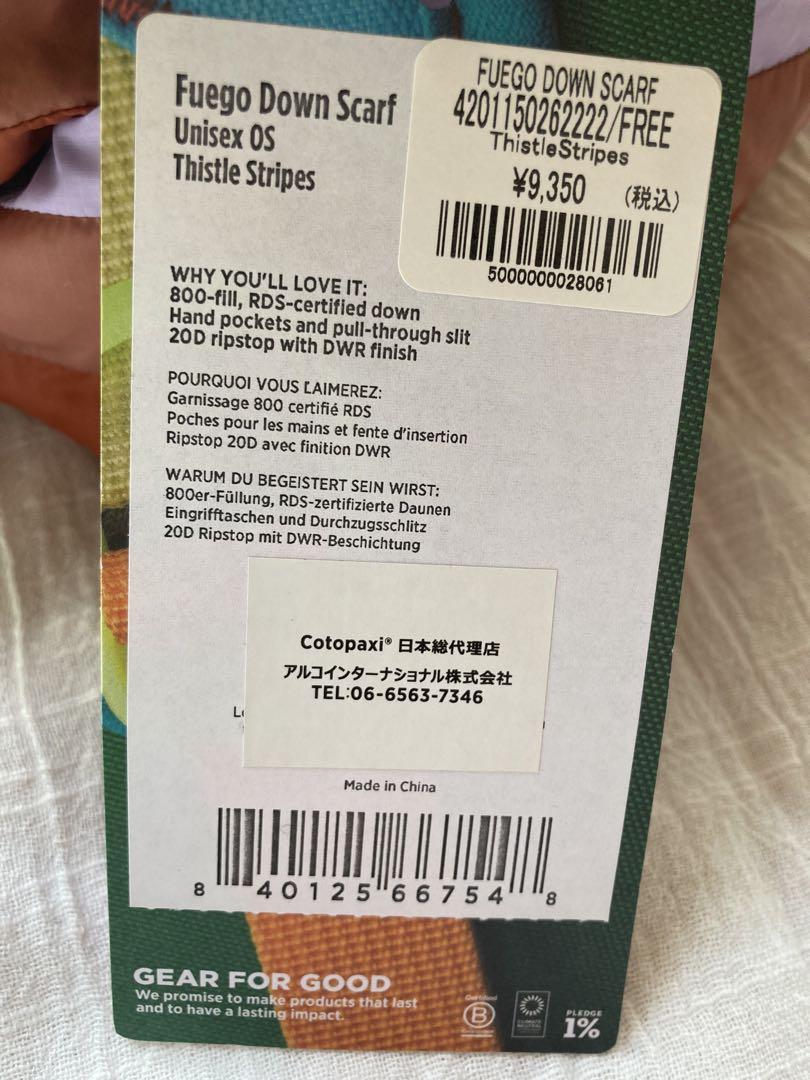 Fuego Down Scarf
Unisex OS
Thistle Stripes
FUEGO DOWN SCARF
4201150262222/FREE
ThistleStripes
¥9,350 (税込)
5000000028061
WHY YOU'LL LOVE IT:
800-fill, RDS-certified down
Hand pockets and pull-through slit
20D ripstop with DWR finish
POURQUOI VOUS L'AIMEREZ:
Garnissage 800 certifié RDS
Poches pour les mains et fente d'insertion
Ripstop 20D avec finition DWR
WARUM DU BEGEISTERT SEIN WIRST:
800er-Füllung, RDS-zertifizierte Daunen
Eingrifftaschen und Durchzugsschlitz
20D Ripstop mit DWR-Beschichtung
Cotopaxi® 日本総代理店
アルコインターナショナル株式会社
TEL:06-6563-7346
Made in China
8 40125 66754 8
GEAR FOR GOOD
We promise to make products that last
and to have a lasting impact.
Certified
B
CLIMATE
NEUTRAL
PLEDGE
1%